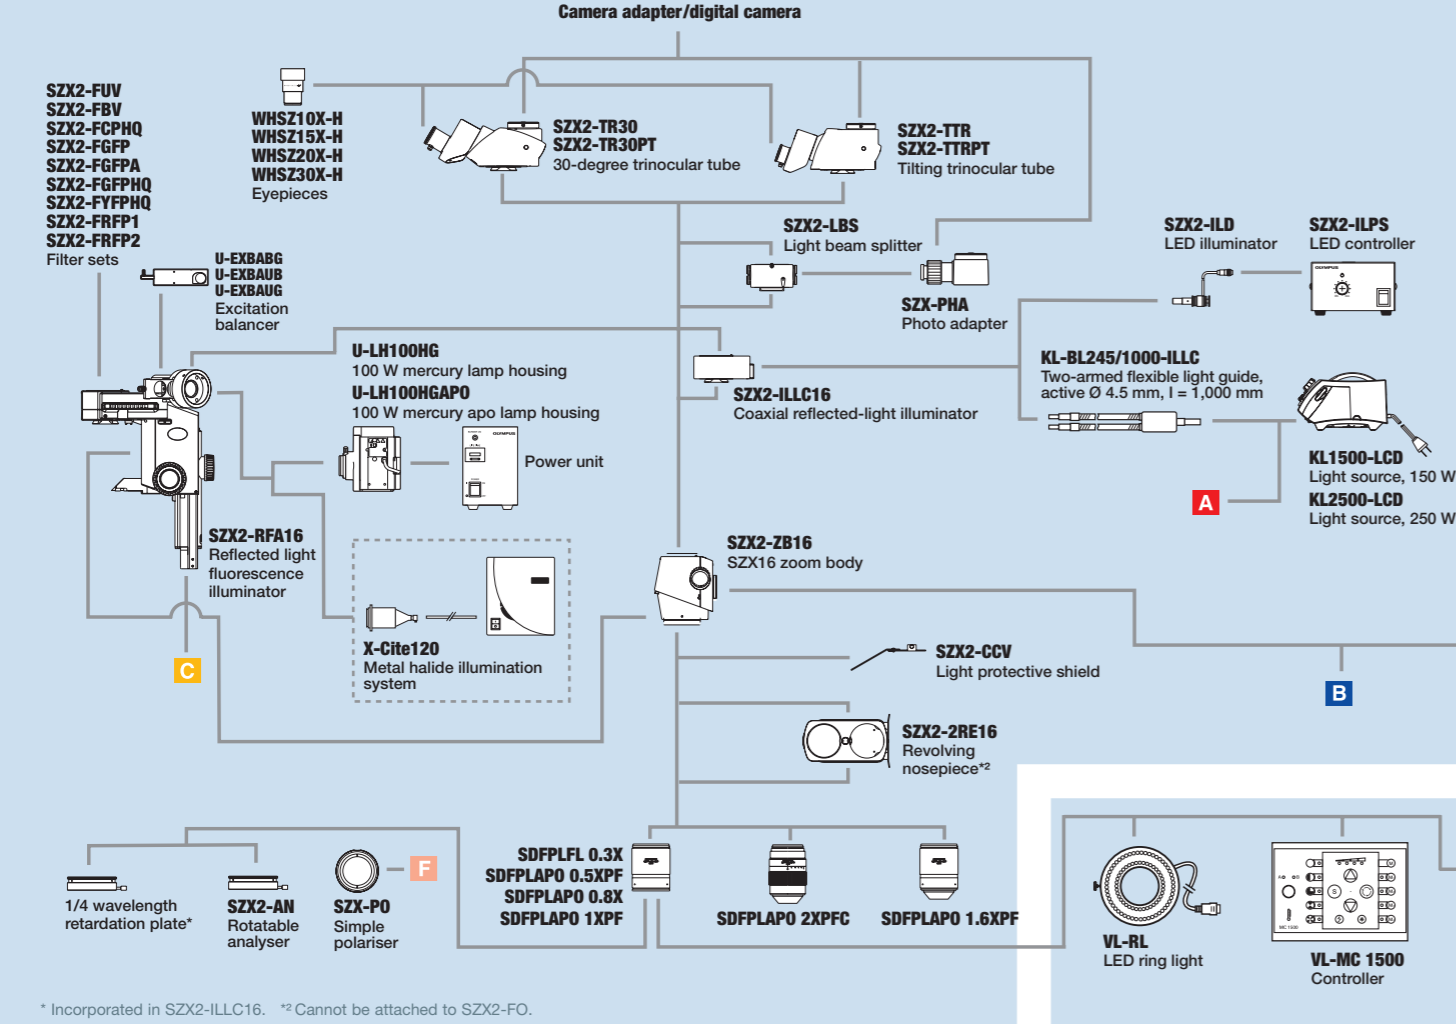 Camera adapter/digital camera
SZX2-FUV
SZX2-FBV
SZX2-FCPHQ
SZX2-FGFP
SZX2-FGFPA
SZX2-FGFPHQ
SZX2-FYFPHQ
SZX2-FRFP1
SZX2-FRFP2
Filter sets
WHSZ10X-H
WHSZ15X-H
WHSZ20X-H
WHSZ30X-H
Eyepieces
SZX2-TR30
SZX2-TR30PT
30-degree trinocular tube
SZX2-TTR
SZX2-TTRPT
Tilting trinocular tube
U-EXBABG
U-EXBAUB
U-EXBAUG
Excitation
balancer
SZX2-LBS
Light beam splitter
SZX-PHA
Photo adapter
SZX2-ILD
LED illuminator
SZX2-ILPS
LED controller
OLYMPUS
U-LH100HG
100 W mercury lamp housing
U-LH100HGAPO
100 W mercury apo lamp housing
OLYMPUS
Power unit
SZX2-ILLC16
Coaxial reflected-light illuminator
KL-BL245/1000-ILLC
Two-armed flexible light guide,
active Ø 4.5 mm, l = 1,000 mm
KL1500-LCD
Light source, 150 W
KL2500-LCD
Light source, 250 W
A
SZX2-RFA16
Reflected light
fluorescence
illuminator
C
X-Cite120
Metal halide illumination
system
SZX2-ZB16
SZX16 zoom body
SZX2-CCV
Light protective shield
B
SZX2-2RE16
Revolving
nosepiece*2
1/4 wavelength
retardation plate*
SZX2-AN
Rotatable
analyser
SZX-PO
Simple
polariser
F
SDFPLFL 0.3X
SDFPLAPO 0.5XPF
SDFPLAPO 0.8X
SDFPLAPO 1XPF
SDFPLAPO 2XPFC
SDFPLAPO 1.6XPF
VL-RL
LED ring light
MC 1500
VL-MC 1500
Controller
* Incorporated in SZX2-ILLC16. *2 Cannot be attached to SZX2-FO.